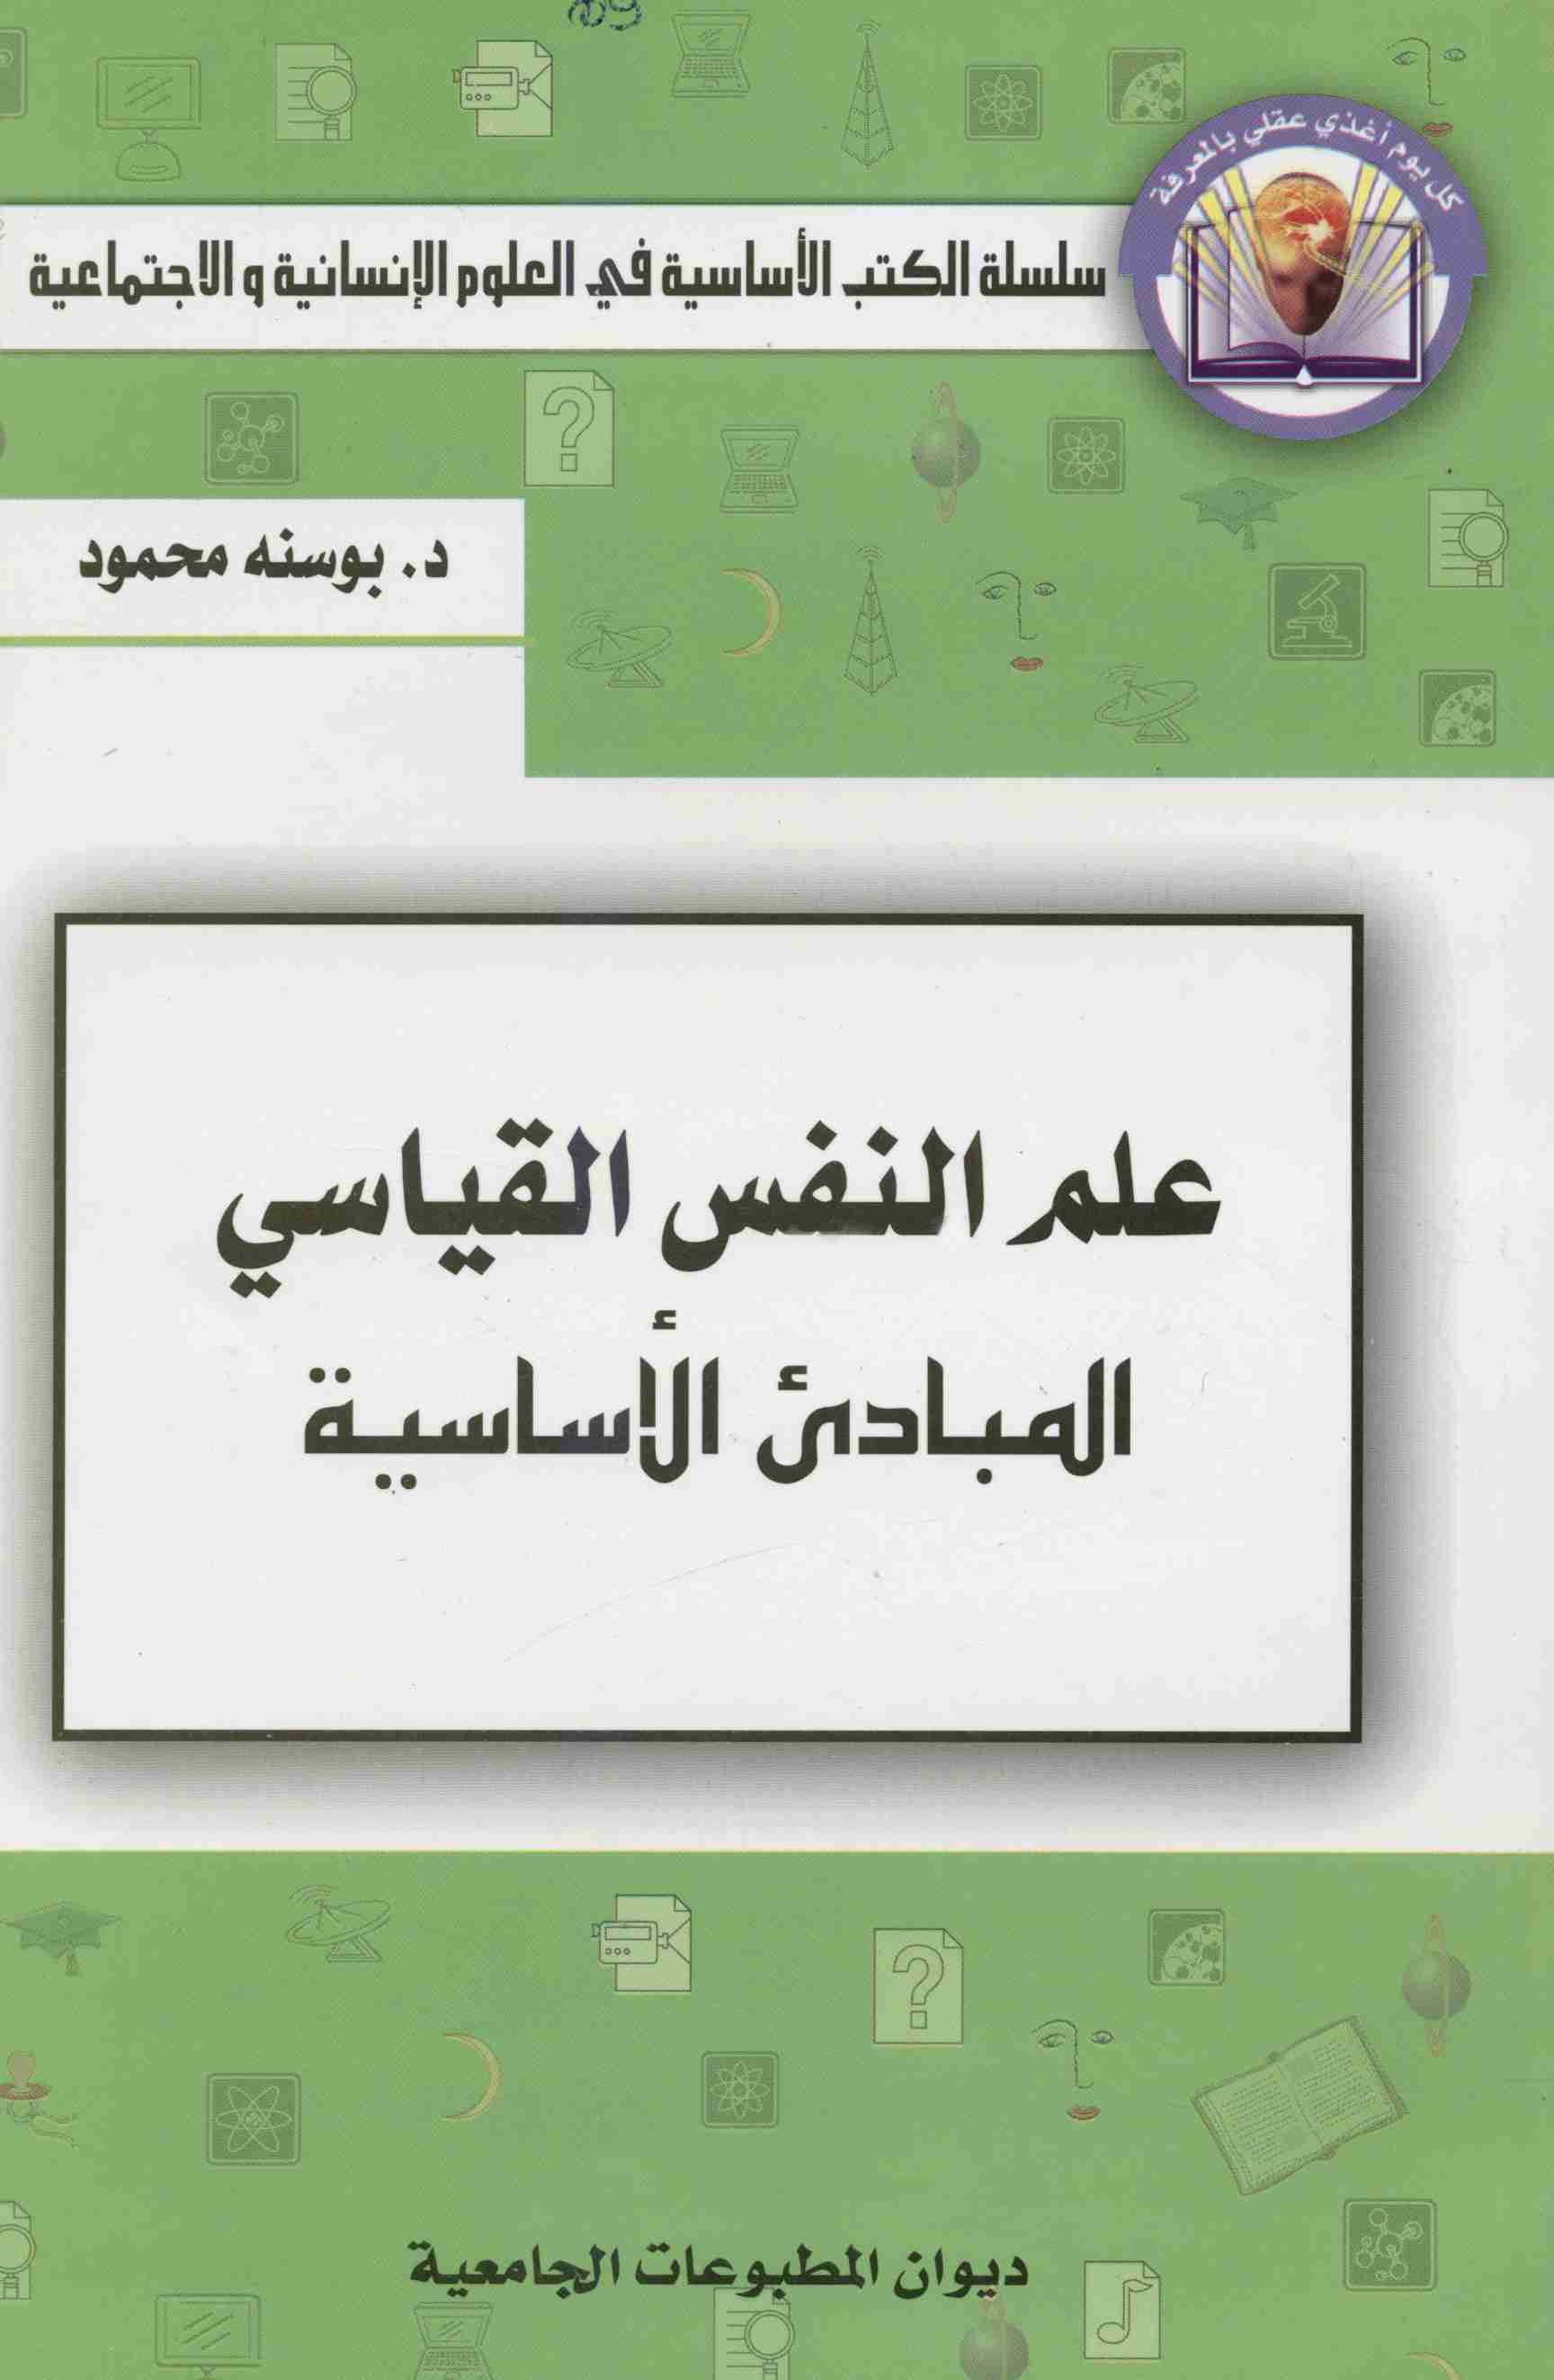 كل يوم أغذي عقلي بالمعرفة
سلسلة الكتب الأساسية في العلوم الإنسانية و الاجتماعية
د. بوسنه محمود
علم النفس القياسي
المبادئ الأساسية
ديوان المطبوعات الجامعية